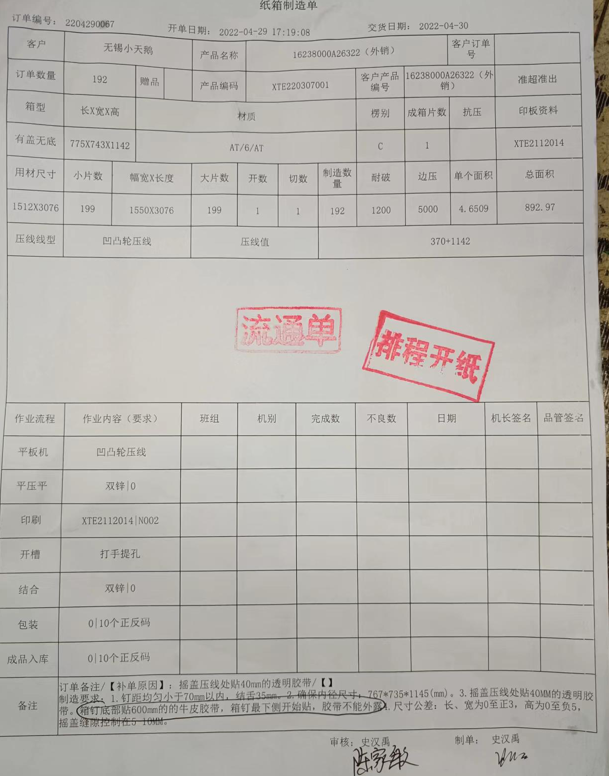 纸箱制造单
订单编号: 2204290067 开单日期: 2022-04-29 17:19:08 交货日期: 2022-04-30
客户 无锡小天鹅 产品名称 16238000A26322（外销） 客户订单号
订单数量 192 赠品 产品编码 XTE220307001 客户产品编号 16238000A26322（外销） 准超准出
箱型 长X宽X高 材质 楞别 成箱片数 抗压 印板资料
有盖无底 775X743X1142 AT/6/AT C 1 XTE2112014
用材尺寸 小片数 幅宽X长度 大片数 开数 切数 制造数量 耐破 边压 单个面积 总面积
1512X3076 199 1550X3076 199 1 1 192 1200 5000 4.6509 892.97
压线线型 凹凸轮压线 压线值 370+1142
流通单
排程开纸
作业流程 作业内容（要求） 班组 机别 完成数 不良数 日期 机长签名 品管签名
平板机 凹凸轮压线
平压平 双锌|0
印刷 XTE2112014|N002
开槽 打手提孔
结合 双锌|0
包装 0|10个正反码
成品入库 0|10个正反码
备注
订单备注/【补单原因】: 摇盖压线处贴40mm的透明胶带/【】
制造要求: 1.钉距均匀小于70mm以内，结舌35mm。2.确保内径尺寸: 767*735*1145(mm)。3.摇盖压线处贴40MM的透明胶
带。箱钉底部贴600mm的的牛皮胶带，箱钉最下侧开始贴，胶带不能外露。4.尺寸公差: 长、宽为0至正3，高为0至负5，
摇盖缝隙控制在5-10MM。
审核: 史汉禹 制单: 史汉禹